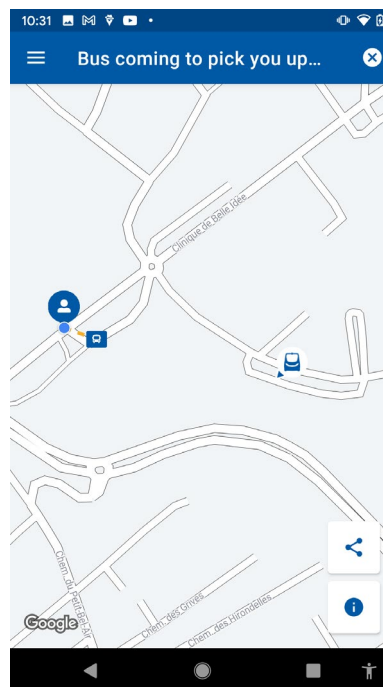 10:31
Bus coming to pick you up...
Clinique de Belle Idée
Chem. du Petit-Bel-Air
Chem. des Grives
Chem. des Hirondelles
Google